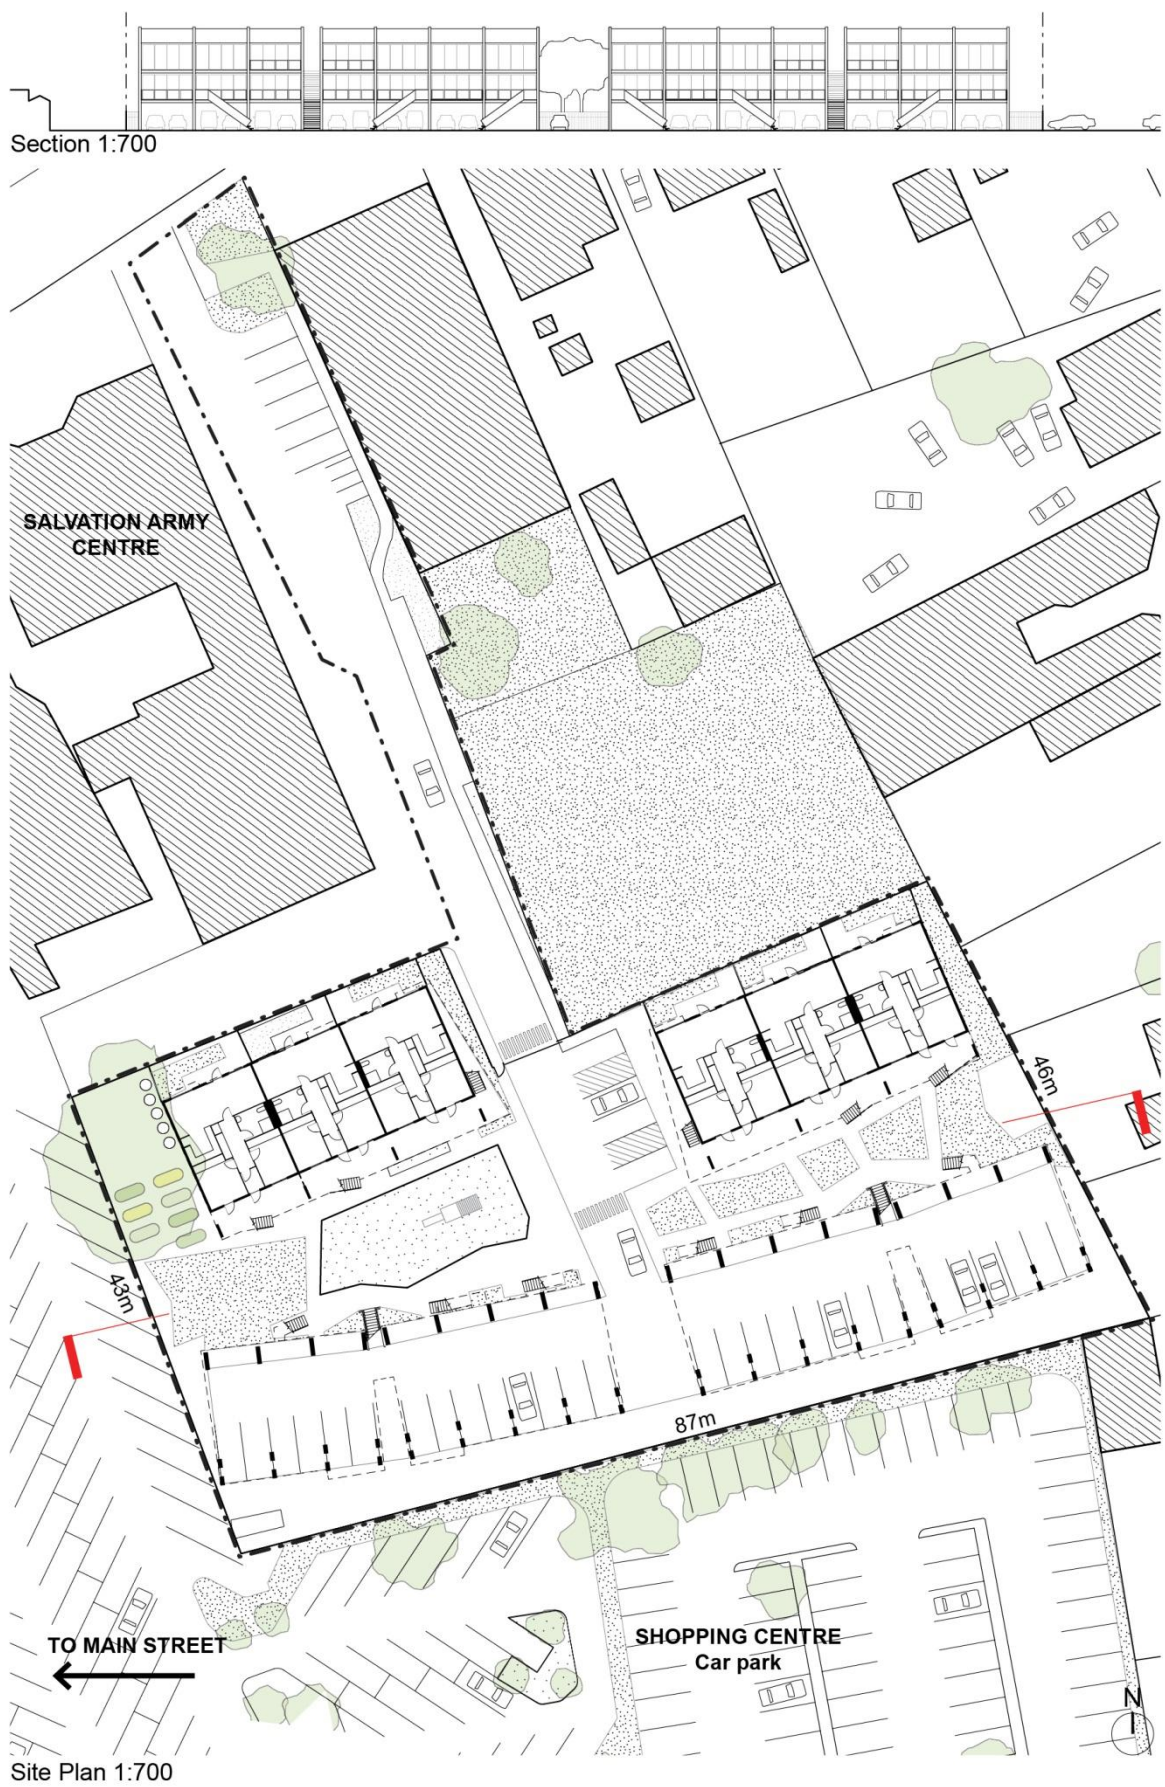 Section 1:700
SALVATION ARMY
CENTRE
46m
43m
87m
TO MAIN STREET
SHOPPING CENTRE
Car park
N
Site Plan 1:700